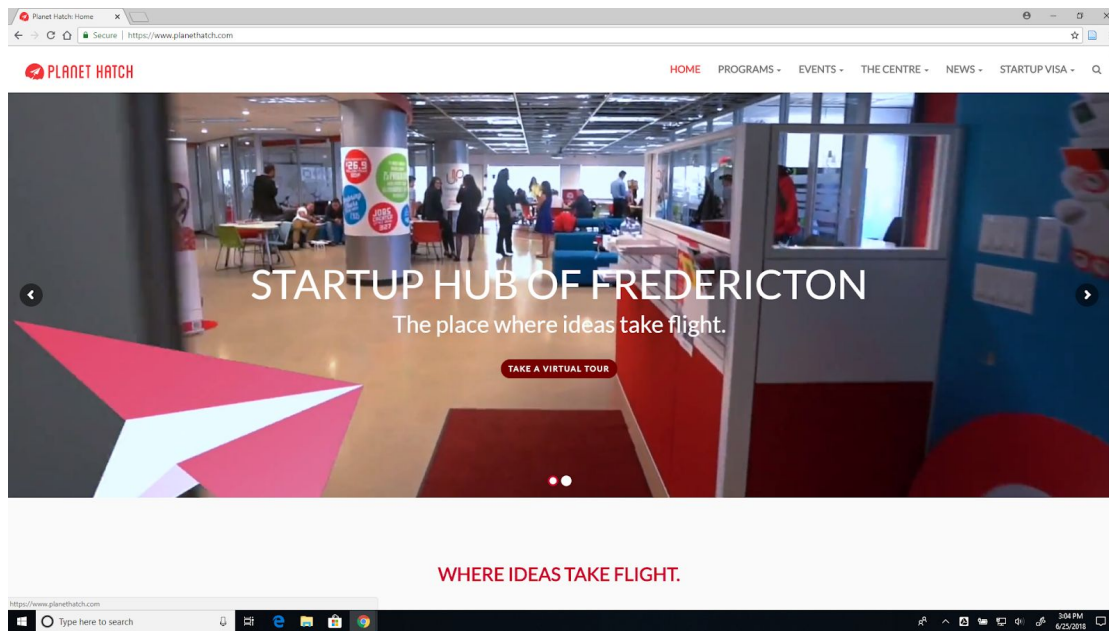 Planet Hatch: Home
Secure | https://www.planethatch.com
PLANET HATCH
HOME PROGRAMS EVENTS THE CENTRE NEWS STARTUP VISA
JOBS
STARTUP HUB OF FREDERICTON
The place where ideas take flight.
TAKE A VIRTUAL TOUR
WHERE IDEAS TAKE FLIGHT.
https://www.planethatch.com
Type here to search
3:04 PM
6/25/2018